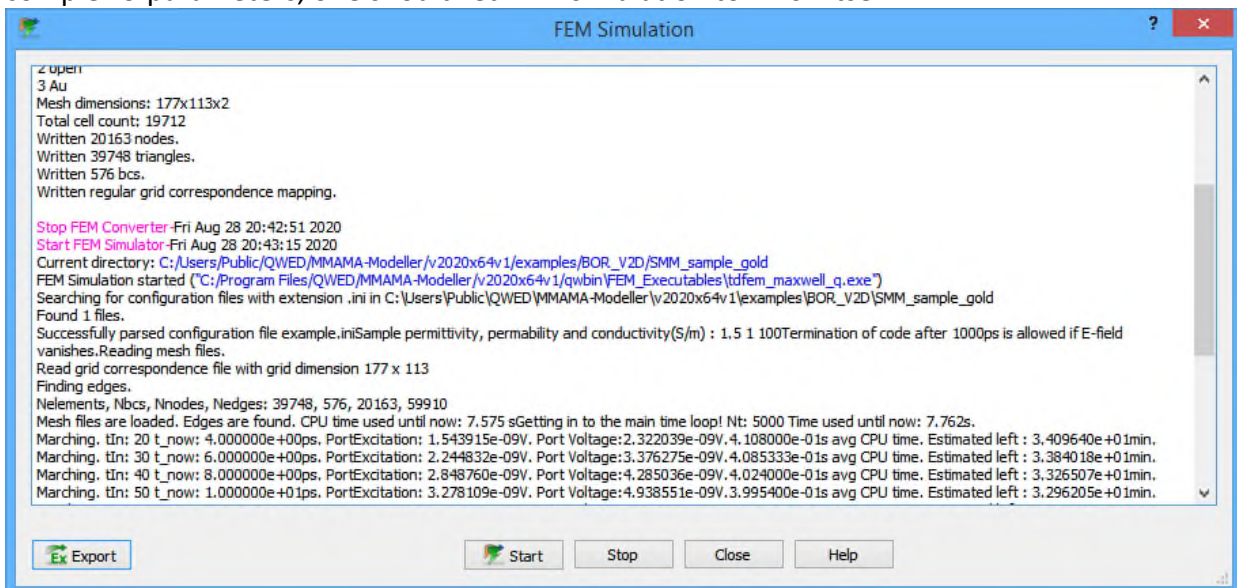 FEM Simulation
?
2 open
3 Au
Mesh dimensions: 177x113x2
Total cell count: 19712
Written 20163 nodes.
Written 39748 triangles.
Written 576 bcs.
Written regular grid correspondence mapping.
Stop FEM Converter-Fri Aug 28 20:42:51 2020
Start FEM Simulator-Fri Aug 28 20:43:15 2020
Current directory: C:/Users/Public/QWED/MMAMA-Modeller/v2020x64v1/examples/BOR_V2D/SMM_sample_gold
FEM Simulation started ("C:/Program Files/QWED/MMAMA-Modeller/v2020x64v1/qwbin\FEM_Executables\tdfem_maxwell_q.exe")
Searching for configuration files with extension .ini in C:\Users\Public\QWED\MMAMA-Modeller\v2020x64v1\examples\BOR_V2D\SMM_sample_gold
Found 1 files.
Successfully parsed configuration file example.iniSample permittivity, permability and conductivity(S/m) : 1.5 1 100Termination of code after 1000ps is allowed if E-field
vanishes.Reading mesh files.
Read grid correspondence file with grid dimension 177 x 113
Finding edges.
Nelements, Nbcs, Nnodes, Nedges: 39748, 576, 20163, 59910
Mesh files are loaded. Edges are found. CPU time used until now: 7.575 sGetting in to the main time loop! Nt: 5000 Time used until now: 7.762s.
Marching. tIn: 20 t_now: 4.000000e+00ps. PortExcitation: 1.543915e-09V. Port Voltage:2.322039e-09V.4.108000e-01s avg CPU time. Estimated left : 3.409640e+01min.
Marching. tIn: 30 t_now: 6.000000e+00ps. PortExcitation: 2.244832e-09V. Port Voltage:3.376275e-09V.4.085333e-01s avg CPU time. Estimated left : 3.384018e+01min.
Marching. tIn: 40 t_now: 8.000000e+00ps. PortExcitation: 2.848760e-09V. Port Voltage:4.285036e-09V.4.024000e-01s avg CPU time. Estimated left : 3.326507e+01min.
Marching. tIn: 50 t_now: 1.000000e+01ps. PortExcitation: 3.278109e-09V. Port Voltage:4.938551e-09V.3.995400e-01s avg CPU time. Estimated left : 3.296205e+01min.
Ex Export
Start
Stop
Close
Help